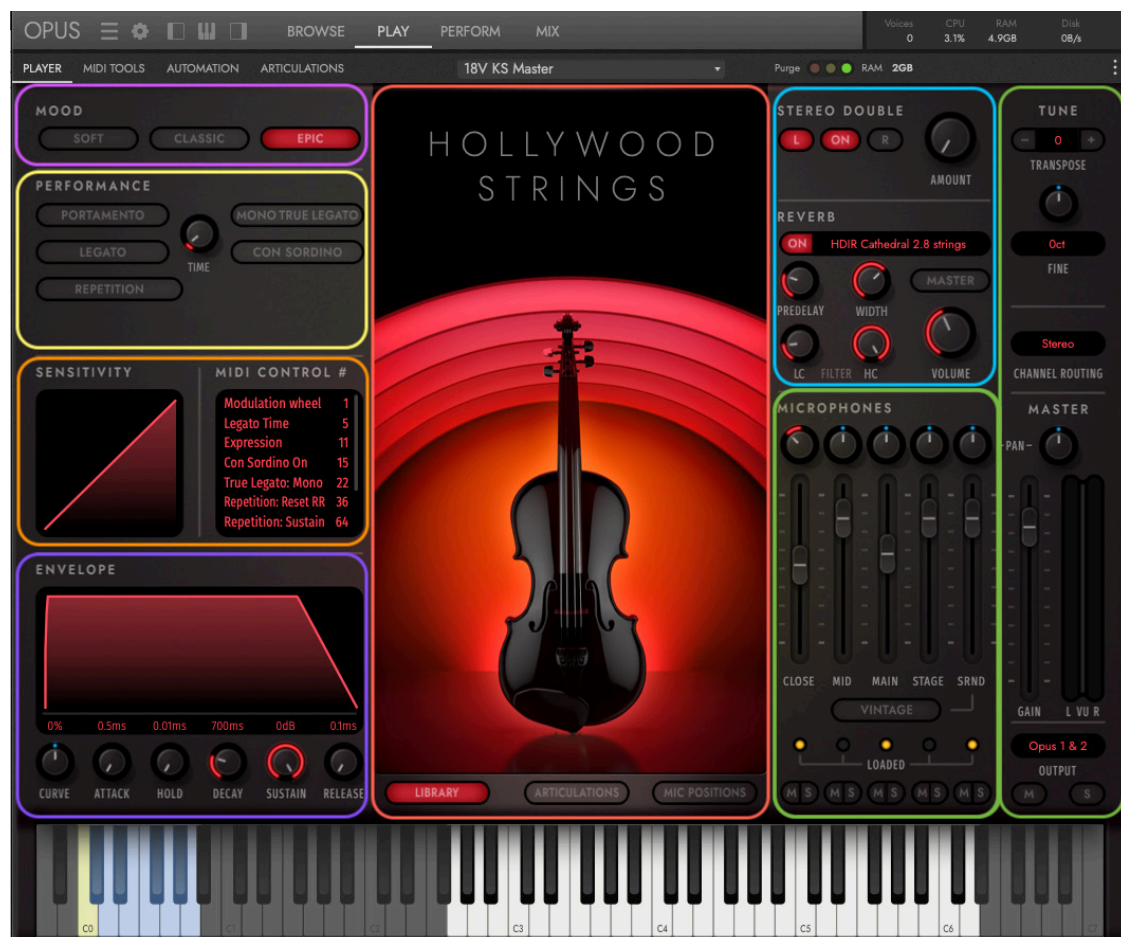 OPUS BROWSE PLAY PERFORM MIX
Voices CPU RAM Disk
0 3.1% 4.9GB 0B/s
PLAYER MIDI TOOLS AUTOMATION ARTICULATIONS
18V KS Master
Purge RAM 2GB
MOOD
SOFT CLASSIC EPIC
PERFORMANCE
PORTAMENTO
MONO TRUE LEGATO
LEGATO
CON SORDINO
TIME
REPETITION
SENSITIVITY
MIDI CONTROL #
Modulation wheel 1
Legato Time 5
Expression 11
Con Sordino On 15
True Legato: Mono 22
Repetition: Reset RR 36
Repetition: Sustain 64
ENVELOPE
0% 0.5ms 0.01ms 700ms 0dB 0.1ms
CURVE ATTACK HOLD DECAY SUSTAIN RELEASE
HOLLYWOOD
STRINGS
LIBRARY ARTICULATIONS MIC POSITIONS
STEREO DOUBLE
L ON R
AMOUNT
REVERB
ON HDIR Cathedral 2.8 strings
MASTER
PREDELAY WIDTH
LC FILTER HC VOLUME
MICROPHONES
CLOSE MID MAIN STAGE SRND
VINTAGE
LOADED
M S M S M S M S M S
TUNE
- 0 +
TRANSPOSE
0ct
FINE
Stereo
CHANNEL ROUTING
MASTER
-PAN-
GAIN L VU R
Opus 1 & 2
OUTPUT
M S
C0 C1 C2 C3 C4 C5 C6 C7